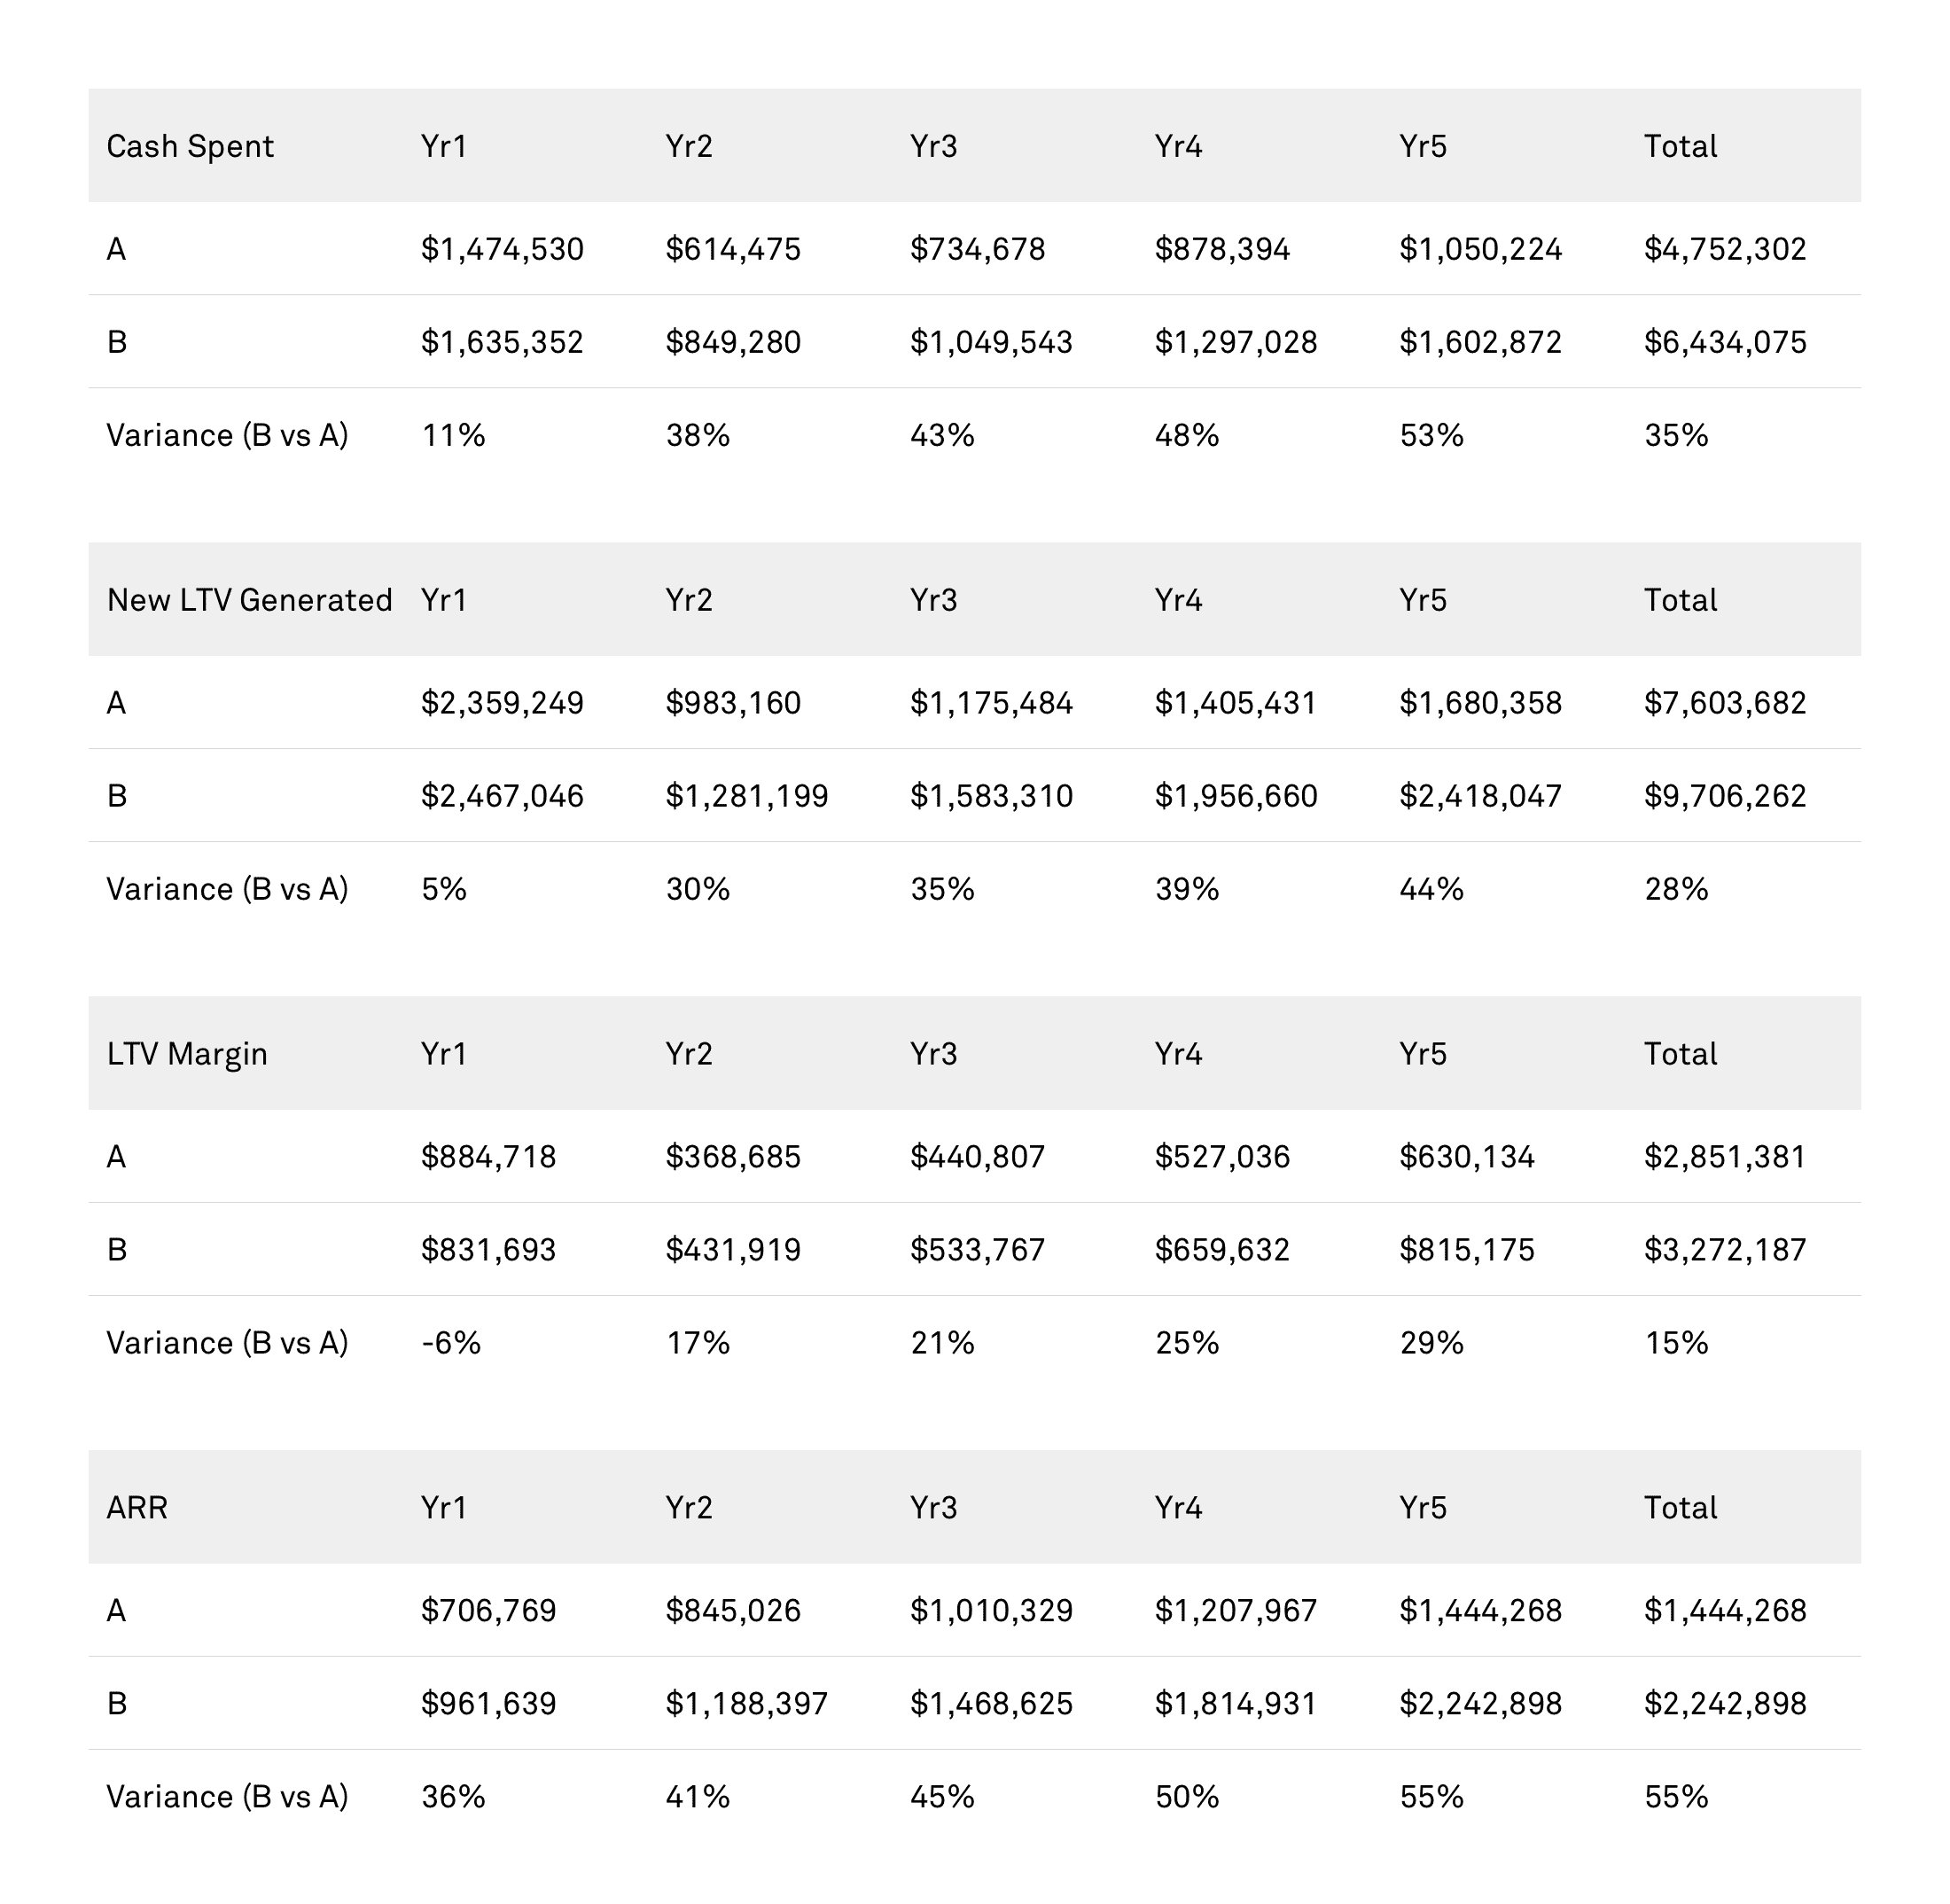 Cash Spent Yr1 Yr2 Yr3 Yr4 Yr5 Total
A $1,474,530 $614,475 $734,678 $878,394 $1,050,224 $4,752,302
B $1,635,352 $849,280 $1,049,543 $1,297,028 $1,602,872 $6,434,075
Variance (B vs A) 11% 38% 43% 48% 53% 35%
New LTV Generated Yr1 Yr2 Yr3 Yr4 Yr5 Total
A $2,359,249 $983,160 $1,175,484 $1,405,431 $1,680,358 $7,603,682
B $2,467,046 $1,281,199 $1,583,310 $1,956,660 $2,418,047 $9,706,262
Variance (B vs A) 5% 30% 35% 39% 44% 28%
LTV Margin Yr1 Yr2 Yr3 Yr4 Yr5 Total
A $884,718 $368,685 $440,807 $527,036 $630,134 $2,851,381
B $831,693 $431,919 $533,767 $659,632 $815,175 $3,272,187
Variance (B vs A) -6% 17% 21% 25% 29% 15%
ARR Yr1 Yr2 Yr3 Yr4 Yr5 Total
A $706,769 $845,026 $1,010,329 $1,207,967 $1,444,268 $1,444,268
B $961,639 $1,188,397 $1,468,625 $1,814,931 $2,242,898 $2,242,898
Variance (B vs A) 36% 41% 45% 50% 55% 55%